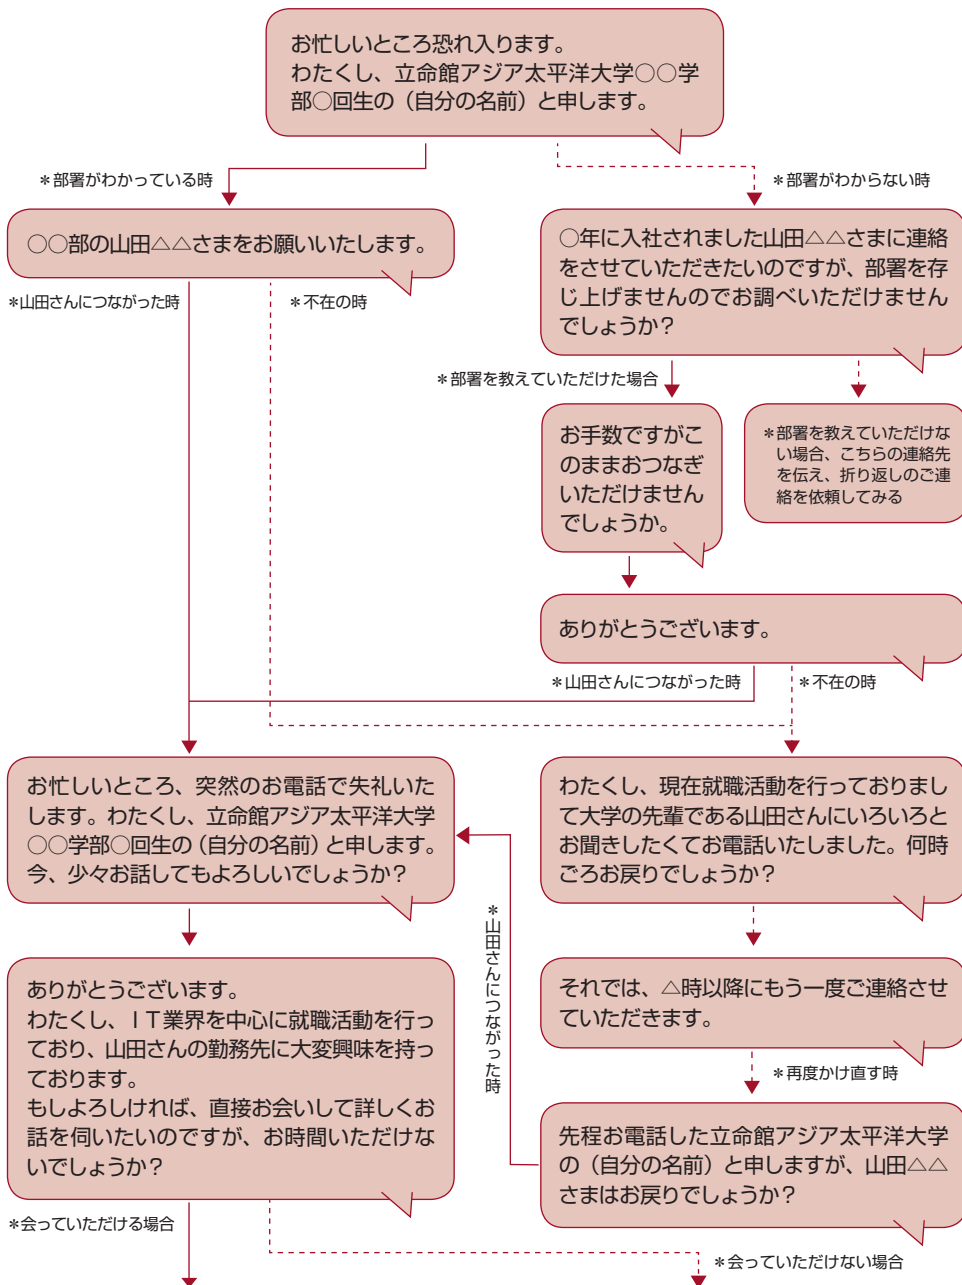 お忙しいところ恐れ入ります。
わたくし、立命館アジア太平洋大学○○学
部○回生の（自分の名前）と申します。
＊部署がわかっている時
＊部署がわからない時
○○部の山田△△さまをお願いいたします。
○年に入社されました山田△△さまに連絡
をさせていただきたいのですが、部署を存
じ上げませんのでお調べいただけません
でしょうか？
＊山田さんにつながった時
＊不在の時
＊部署を教えていただけた場合
お手数ですがこ
のままおつなぎ
いただけません
でしょうか。
＊部署を教えていただけな
い場合、こちらの連絡先
を伝え、折り返しのご連
絡を依頼してみる
ありがとうございます。
＊山田さんにつながった時
＊不在の時
お忙しいところ、突然のお電話で失礼いた
します。わたくし、立命館アジア太平洋大学
○○学部○回生の（自分の名前）と申します。
今、少々お話してもよろしいでしょうか？
わたくし、現在就職活動を行っておりまし
て大学の先輩である山田さんにいろいろと
お聞きしたくてお電話いたしました。何時
ごろお戻りでしょうか？
＊山田さんにつながった時
ありがとうございます。
わたくし、ＩＴ業界を中心に就職活動を行っ
ており、山田さんの勤務先に大変興味を持っ
ております。
もしよろしければ、直接お会いして詳しくお
話を伺いたいのですが、お時間いただけな
いでしょうか？
それでは、△時以降にもう一度ご連絡させ
ていただきます。
＊再度かけ直す時
先程お電話した立命館アジア太平洋大学
の（自分の名前）と申しますが、山田△△
さまはお戻りでしょうか？
＊会っていただける場合
＊会っていただけない場合